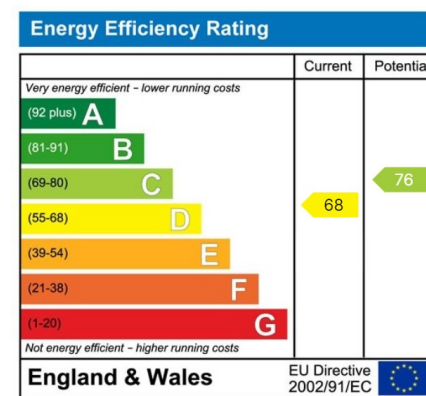 Energy Efficiency Rating
Current Potentia
Very energy efficient – lower running costs
(92 plus) A
(81-91) B
(69-80) C
76
(55-68) D
68
(39-54) E
(21-38) F
(1-20) G
Not energy efficient – higher running costs
England & Wales
EU Directive
2002/91/EC